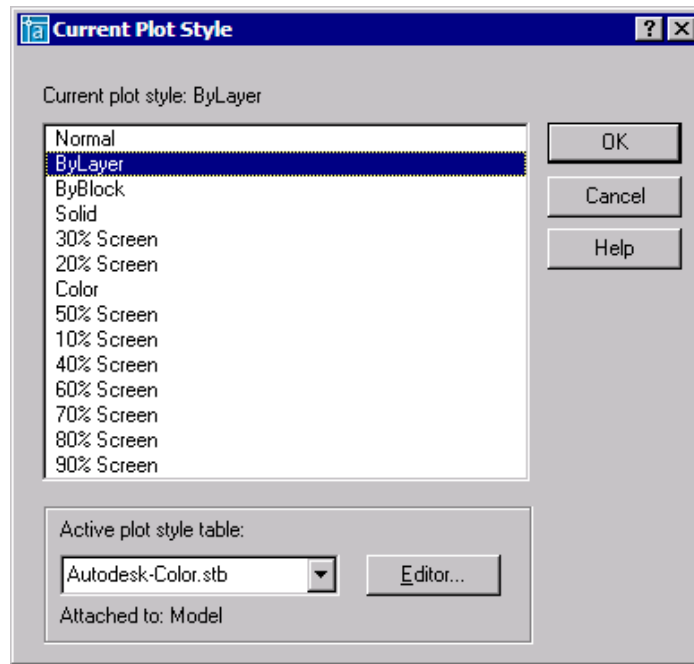 Current Plot Style
Current plot style: ByLayer
Normal
ByLayer
ByBlock
Solid
30% Screen
20% Screen
Color
50% Screen
10% Screen
40% Screen
60% Screen
70% Screen
80% Screen
90% Screen
OK
Cancel
Help
Active plot style table:
Autodesk-Color.stb
Editor...
Attached to: Model